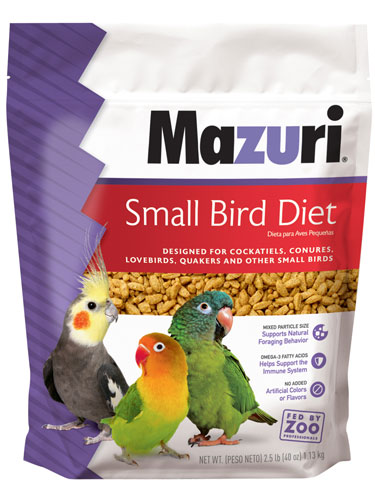 Mazuri®
Small Bird Diet
Dieta para Aves Pequeñas
DESIGNED FOR COCKATIELS, CONURES,
LOVEBIRDS, QUAKERS AND OTHER SMALL BIRDS
MIXED PARTICLE SIZE
Supports Natural
Foraging Behavior
OMEGA-3 FATTY ACIDS
Helps Support the
Immune System
NO ADDED
Artificial Colors
or Flavors
FED BY
ZOO
PROFESSIONALS
NET WT. (PESO NETO) 2.5 lb (40 oz) 1.13 kg